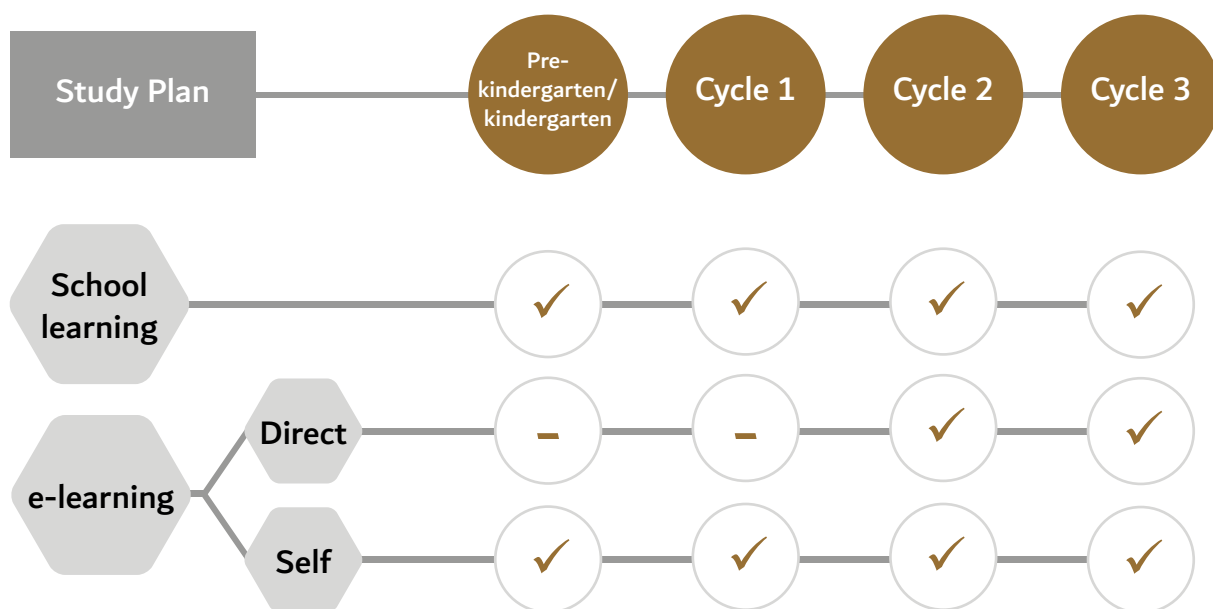 Study Plan
Pre-
kindergarten/
kindergarten
Cycle 1
Cycle 2
Cycle 3
School
learning
✓ ✓ ✓ ✓
e-learning
Direct
- - ✓ ✓
Self
✓ ✓ ✓ ✓